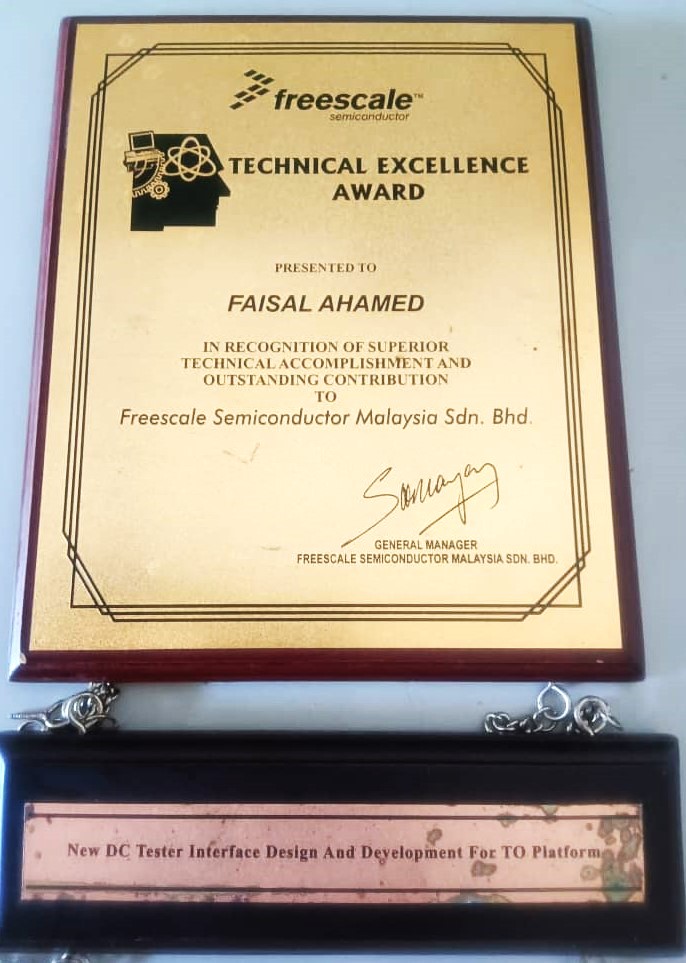 freescale™
semiconductor
TECHNICAL EXCELLENCE
AWARD
PRESENTED TO
FAISAL AHAMED
IN RECOGNITION OF SUPERIOR
TECHNICAL ACCOMPLISHMENT AND
OUTSTANDING CONTRIBUTION
TO
Freescale Semiconductor Malaysia Sdn. Bhd.
GENERAL MANAGER
FREESCALE SEMICONDUCTOR MALAYSIA SDN. BHD.
New DC Tester Interface Design And Development For TO Platform